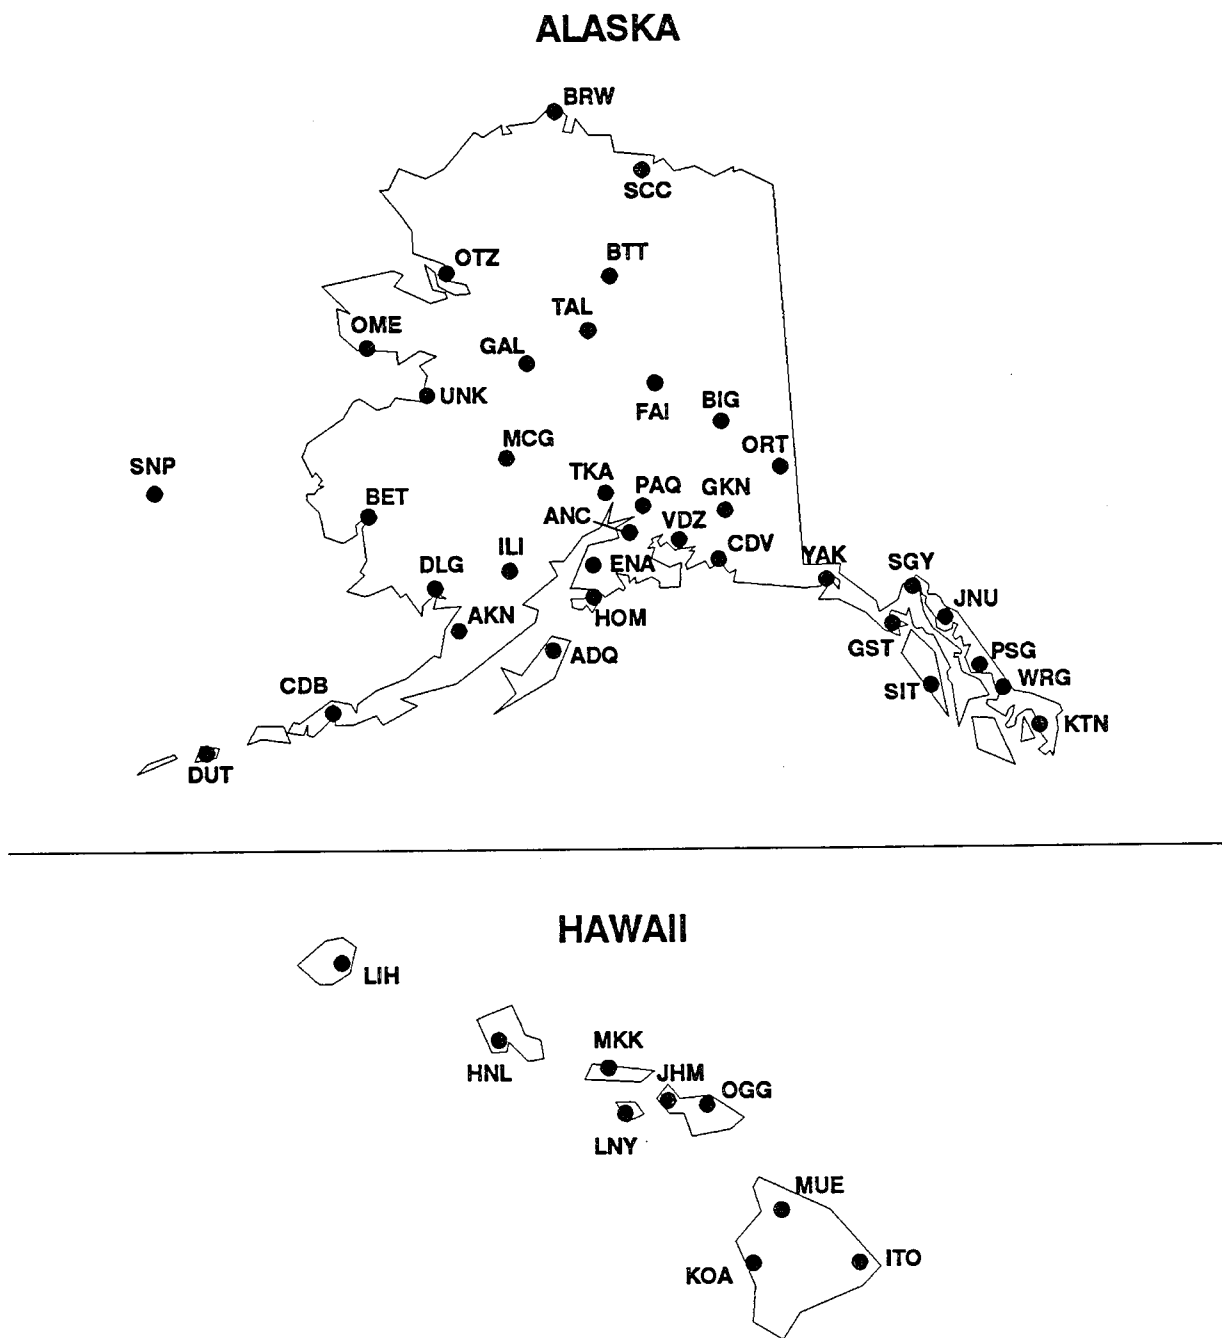 ALASKA
BRW
SCC
BTT
OTZ
TAL
OME
GAL
UNK
FAI
BIG
MCG
ORT
SNP
TKA
PAQ
GKN
BET
ANC
VDZ
CDV
ILI
YAK
SGY
DLG
ENA
JNU
AKN
HOM
GST
ADQ
PSG
WRG
CDB
SIT
KTN
DUT
HAWAII
LIH
MKK
HNL
JHM
OGG
LNY
MUE
ITO
KOA